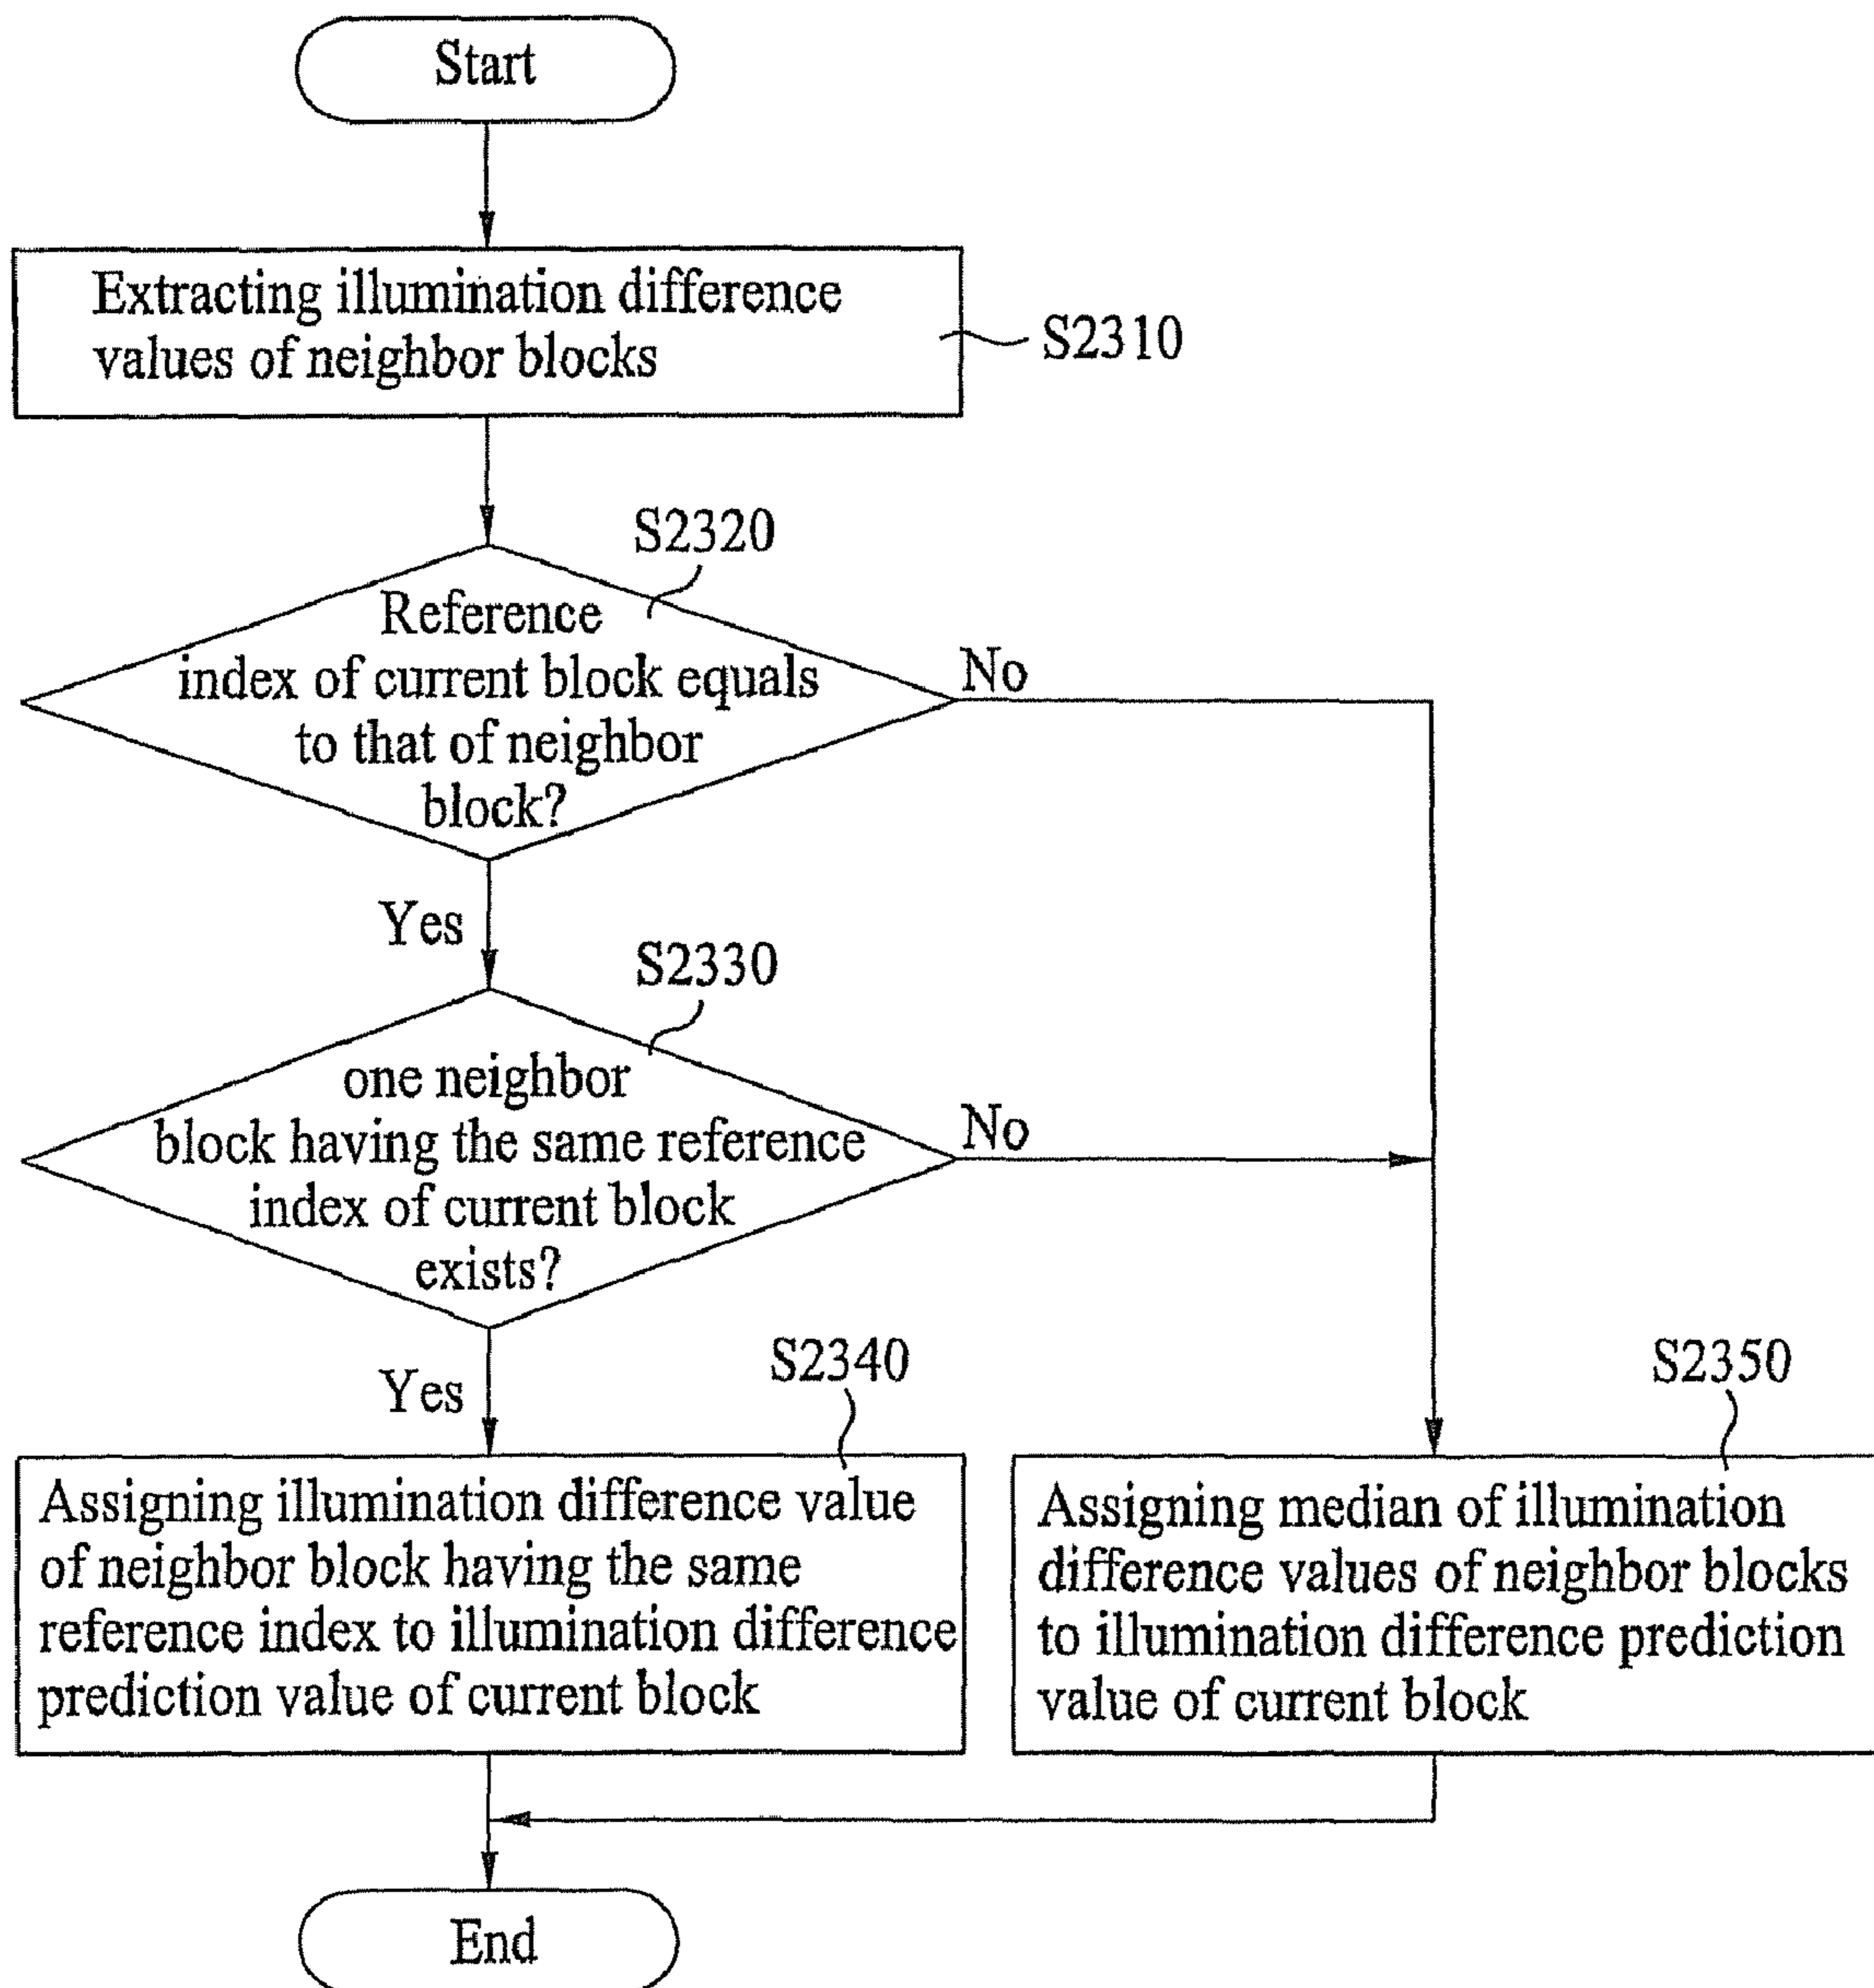 Start
Extracting illumination difference
values of neighbor blocks
S2310
S2320
Reference
index of current block equals
to that of neighbor
block?
No
Yes
S2330
one neighbor
block having the same reference
index of current block
exists?
No
Yes
S2340
Assigning illumination difference value
of neighbor block having the same
reference index to illumination difference
prediction value of current block
S2350
Assigning median of illumination
difference values of neighbor blocks
to illumination difference prediction
value of current block
End